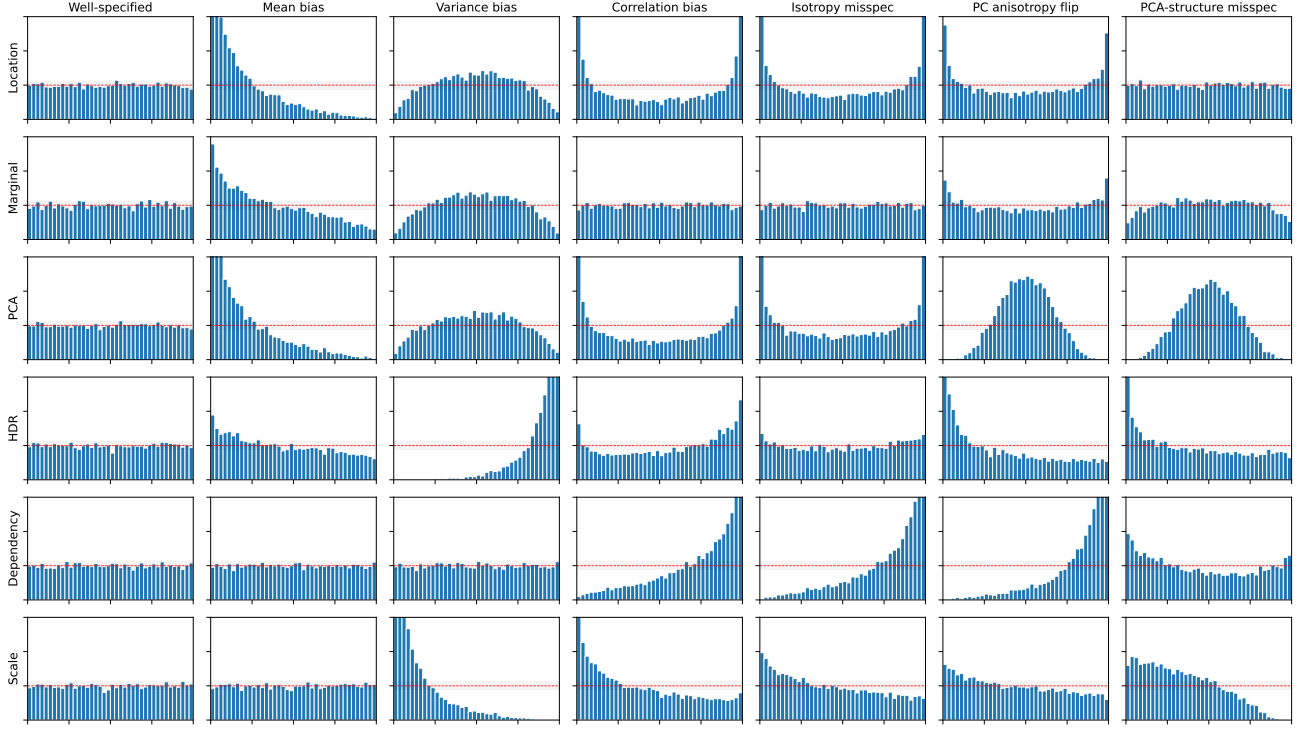 Well-specified
Mean bias
Variance bias
Correlation bias
Isotropy misspec
PC anisotropy flip
PCA-structure misspec
Location
Marginal
PCA
HDR
Dependency
Scale